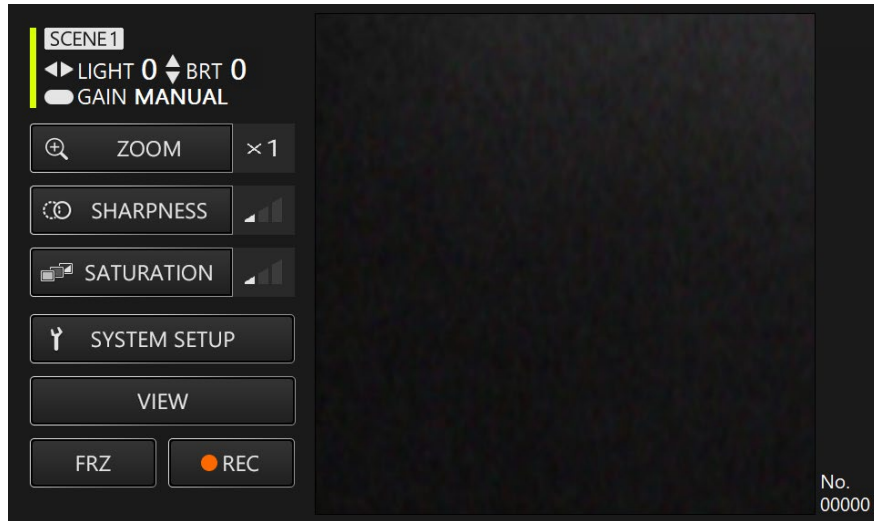 SCENE1
LIGHT 0 BRT 0
GAIN MANUAL
ZOOM ×1
SHARPNESS
SATURATION
SYSTEM SETUP
VIEW
FRZ REC
No.
00000